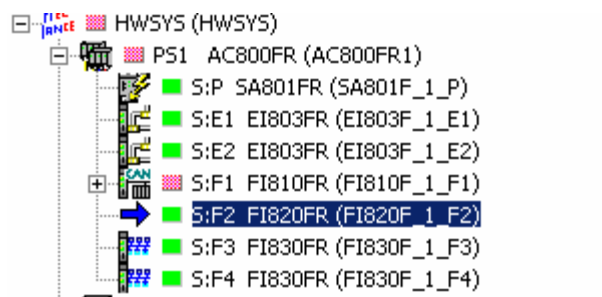 HWSYS (HWSYS)
PS1 AC800FR (AC800FR1)
S:P SA801FR (SA801F_1_P)
S:E1 EI803FR (EI803F_1_E1)
S:E2 EI803FR (EI803F_1_E2)
CAN S:F1 FI810FR (FI810F_1_F1)
S:F2 FI820FR (FI820F_1_F2)
S:F3 FI830FR (FI830F_1_F3)
S:F4 FI830FR (FI830F_1_F4)